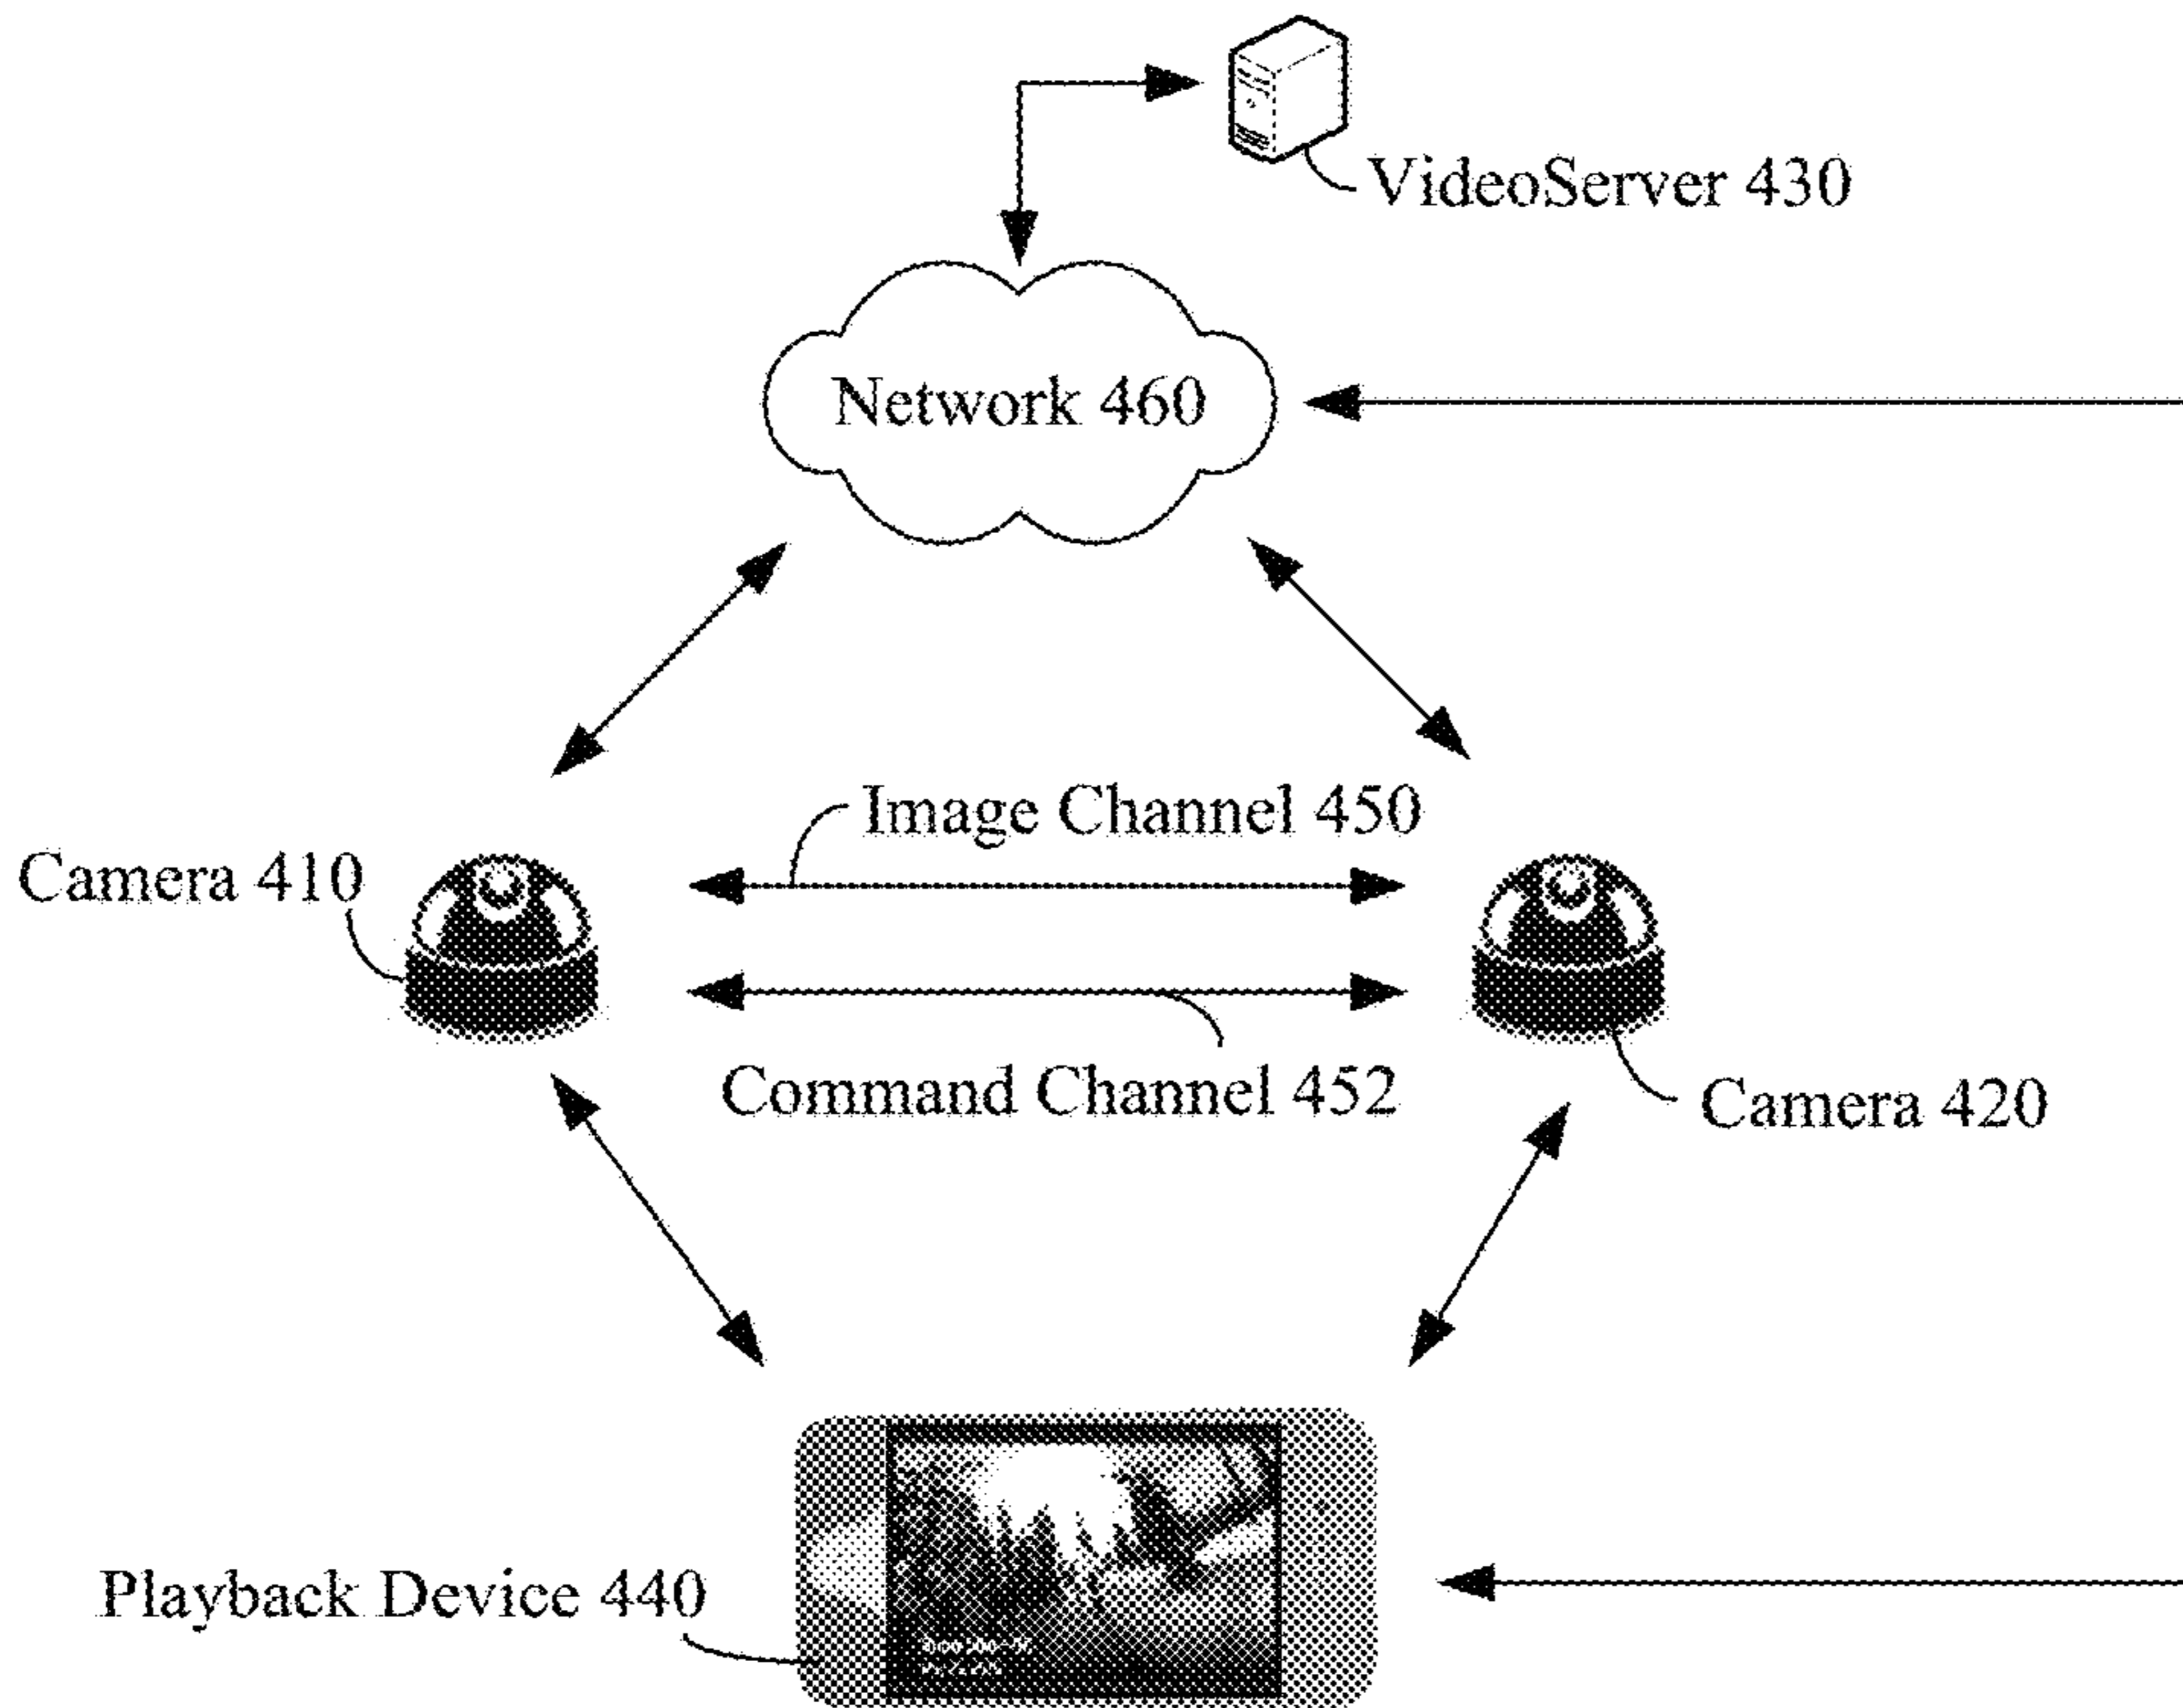 VideoServer 430
Network 460
Image Channel 450
Camera 410
Command Channel 452
Camera 420
Playback Device 440